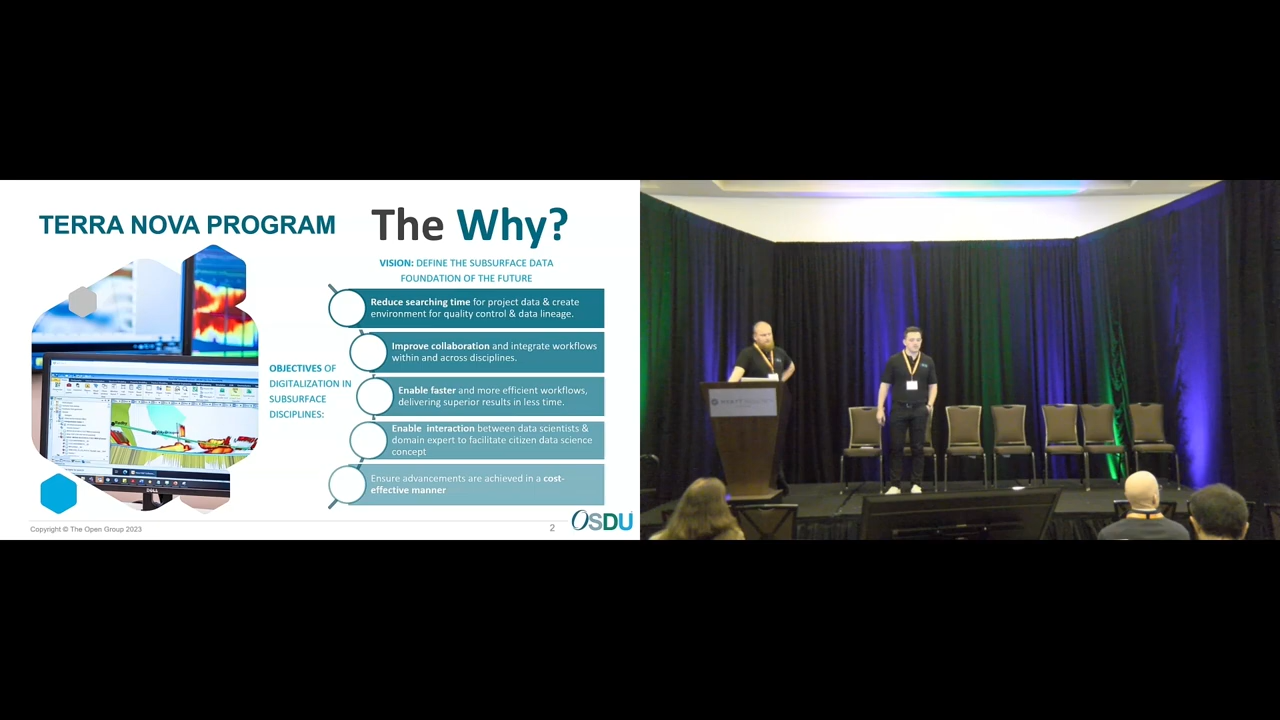 TERRA NOVA PROGRAM
The Why?
VISION: DEFINE THE SUBSURFACE DATA
FOUNDATION OF THE FUTURE
OBJECTIVES OF
DIGITALIZATION IN
SUBSURFACE
DISCIPLINES:
Reduce searching time for project data & create
environment for quality control & data lineage.
Improve collaboration and integrate workflows
within and across disciplines.
Enable faster and more efficient workflows,
delivering superior results in less time.
Enable interaction between data scientists &
domain expert to facilitate citizen data science
concept
Ensure advancements are achieved in a cost-
effective manner
DELL
Copyright © The Open Group 2023
2
OSDU